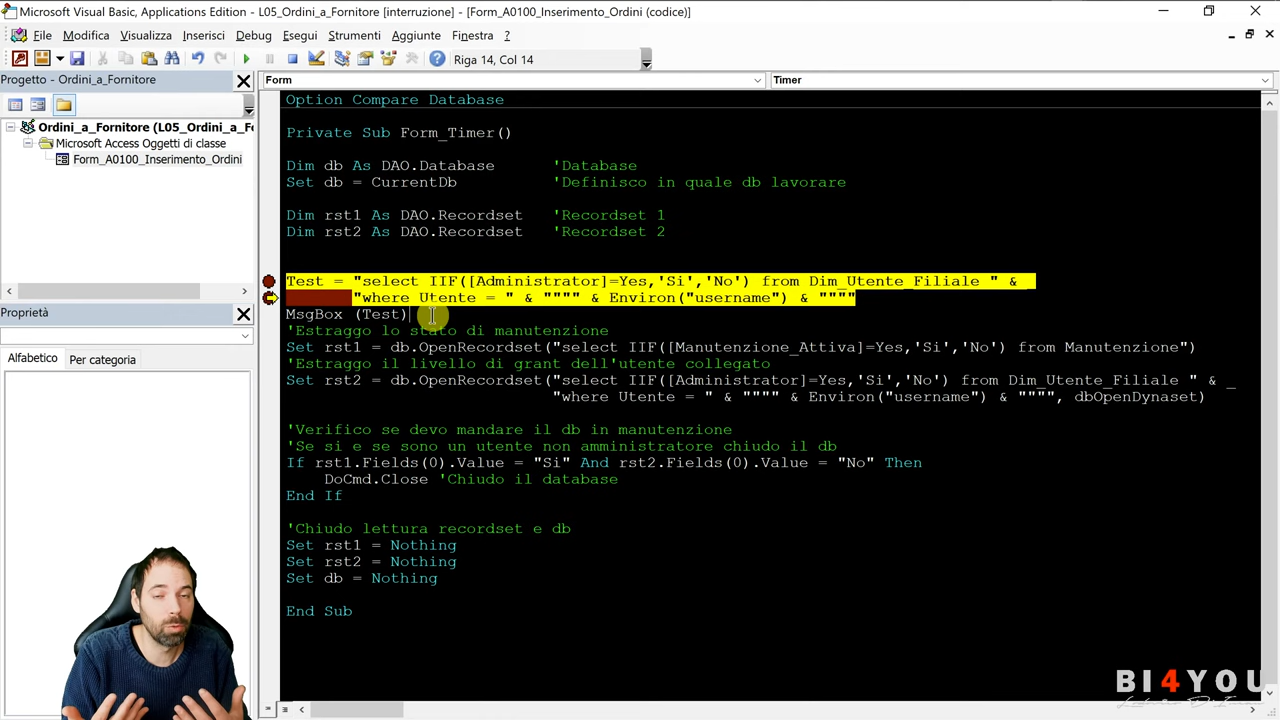 Microsoft Visual Basic, Applications Edition - L05_Ordini_a_Fornitore [interruzione] - [Form_A0100_Inserimento_Ordini (codice)]
File Modifica Visualizza Inserisci Debug Esegui Strumenti Aggiunte Finestra ?
Riga 14, Col 14
Progetto - Ordini_a_Fornitore
Ordini_a_Fornitore (L05_Ordini_a_Fo
Microsoft Access Oggetti di classe
Form_A0100_Inserimento_Ordini
Proprietà
Alfabetico Per categoria
Form Timer
Option Compare Database
Private Sub Form_Timer()
Dim db As DAO.Database 'Database
Set db = CurrentDb 'Definisco in quale db lavorare
Dim rst1 As DAO.Recordset 'Recordset 1
Dim rst2 As DAO.Recordset 'Recordset 2
Test = "select IIF([Administrator]=Yes,'Si','No') from Dim_Utente_Filiale " & _
"where Utente = " & """" & Environ("username") & """"
MsgBox (Test)
'Estraggo lo stato di manutenzione
Set rst1 = db.OpenRecordset("select IIF([Manutenzione_Attiva]=Yes,'Si','No') from Manutenzione")
'Estraggo il livello di grant dell'utente collegato
Set rst2 = db.OpenRecordset("select IIF([Administrator]=Yes,'Si','No') from Dim_Utente_Filiale " & _
"where Utente = " & """" & Environ("username") & """", dbOpenDynaset)
'Verifico se devo mandare il db in manutenzione
'Se si e se sono un utente non amministratore chiudo il db
If rst1.Fields(0).Value = "Si" And rst2.Fields(0).Value = "No" Then
DoCmd.Close 'Chiudo il database
End If
'Chiudo lettura recordset e db
Set rst1 = Nothing
Set rst2 = Nothing
Set db = Nothing
End Sub
BI4YOU